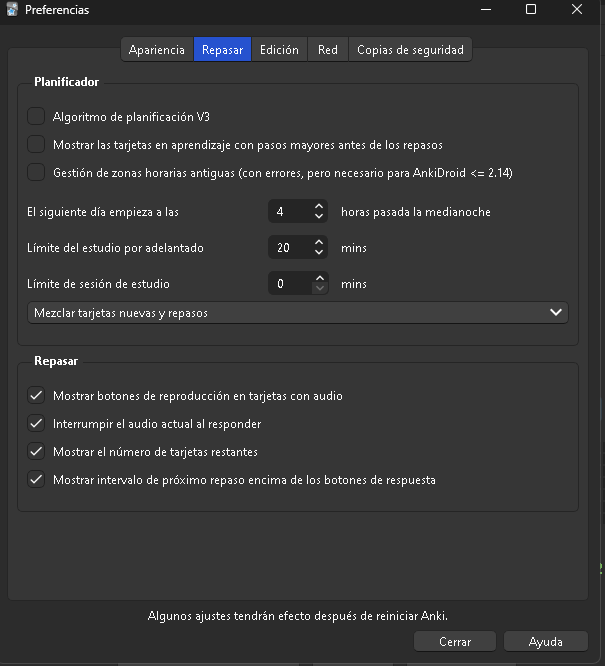 Preferencias
Apariencia Repasar Edición Red Copias de seguridad
Planificador
Algoritmo de planificación V3
Mostrar las tarjetas en aprendizaje con pasos mayores antes de los repasos
Gestión de zonas horarias antiguas (con errores, pero necesario para AnkiDroid <= 2.14)
El siguiente día empieza a las 4 horas pasada la medianoche
Límite del estudio por adelantado 20 mins
Límite de sesión de estudio 0 mins
Mezclar tarjetas nuevas y repasos
Repasar
Mostrar botones de reproducción en tarjetas con audio
Interrumpir el audio actual al responder
Mostrar el número de tarjetas restantes
Mostrar intervalo de próximo repaso encima de los botones de respuesta
Algunos ajustes tendrán efecto después de reiniciar Anki.
Cerrar Ayuda